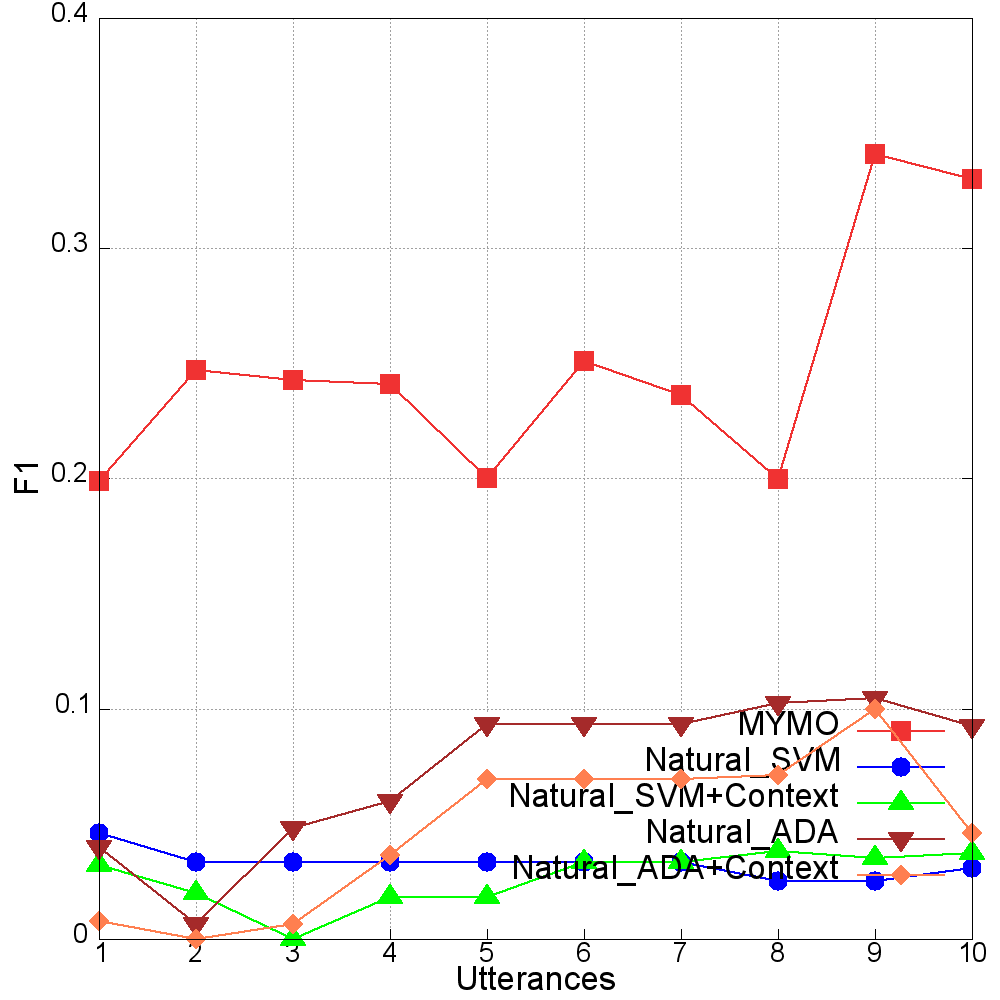 0.4
0.3
0.2
0.1
0
F1
MYMO
Natural_SVM
Natural_SVM+Context
Natural_ADA
Natural_ADA+Context
1 2 3 4 5 6 7 8 9 10
Utterances